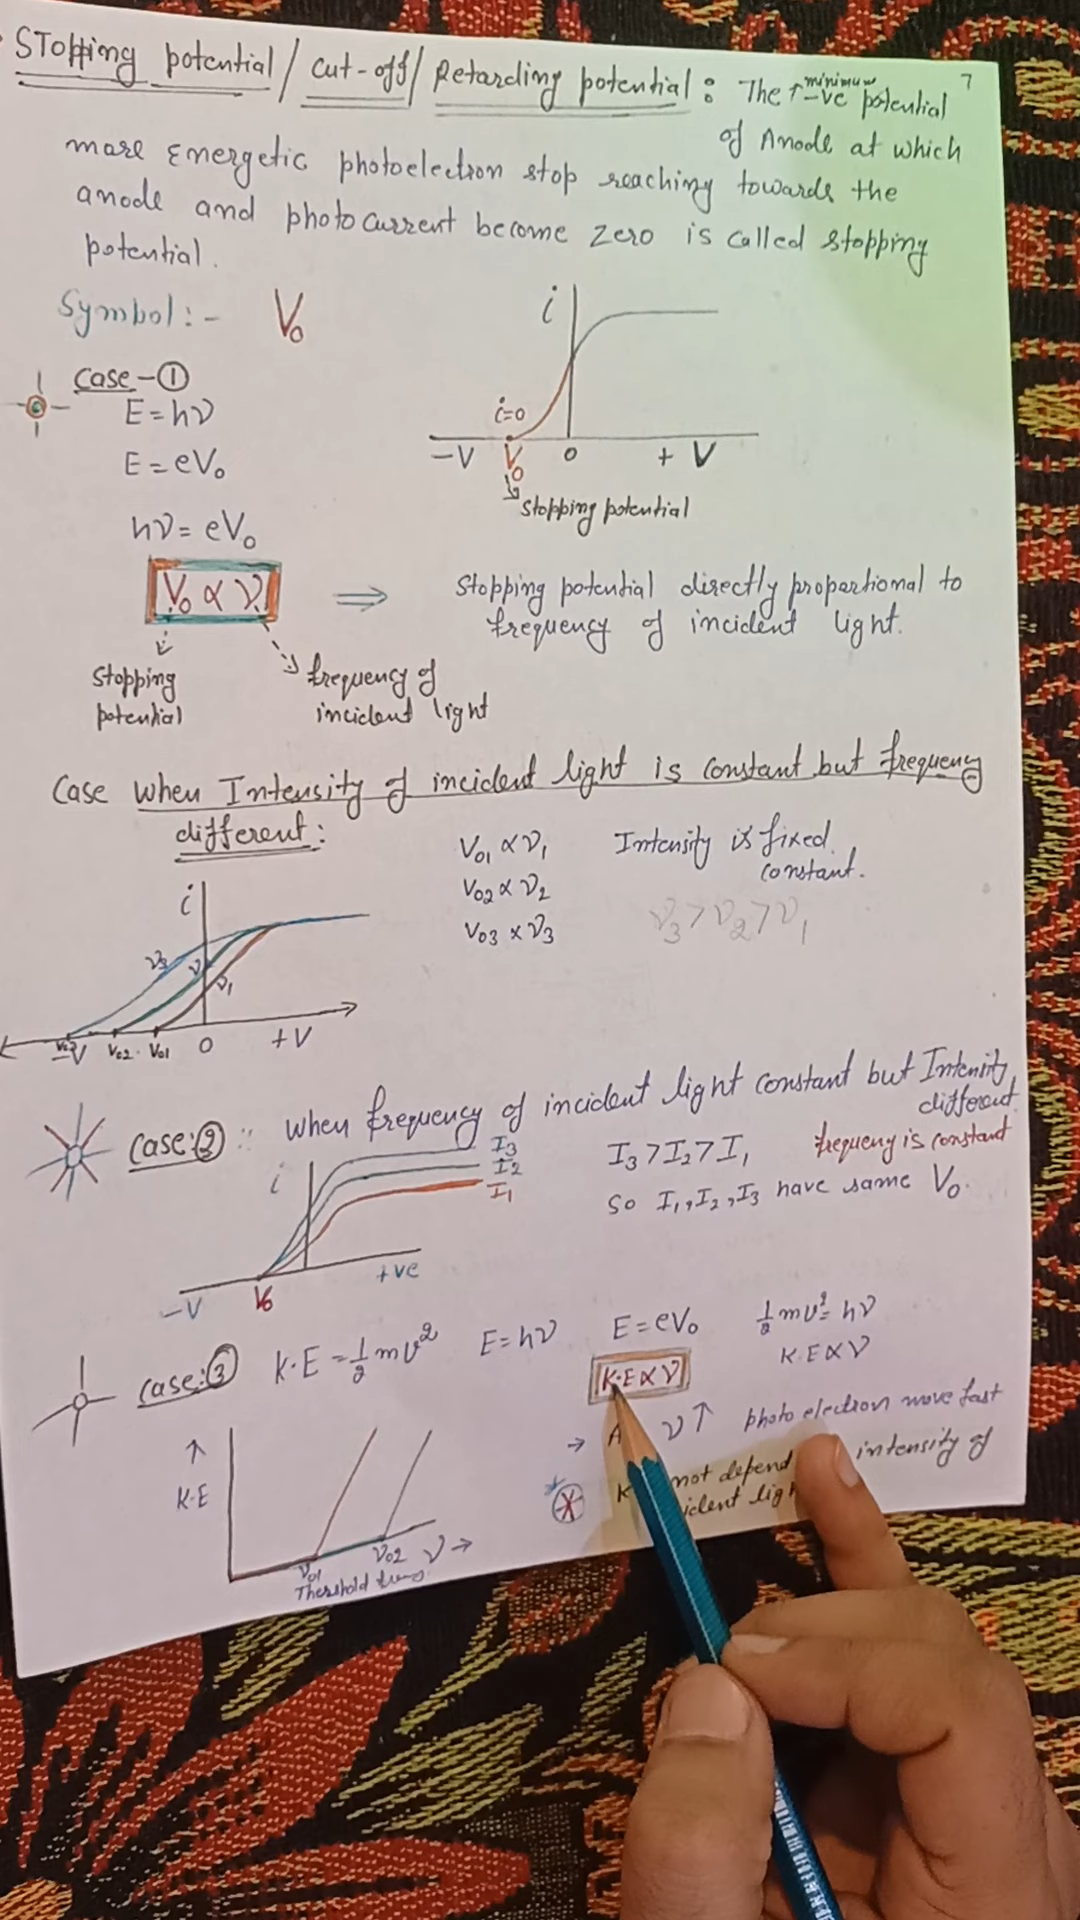 Stopping potential / cut-off / Retarding potential : The ↑ minimum -ve potential
7
of Anode at which
more Energetic photoelectron stop reaching towards the
anode and photocurrent become zero is called stopping
potential.
Symbol :- V₀
i
i=0
-V V₀ 0 + V
Stopping potential
Case-①
E = hν
E = eV₀
hν = eV₀
V₀ ∝ ν ⇒ Stopping potential directly proportional to
frequency of incident light.
Stopping
potential
frequency of
incident light
Case when Intensity of incident light is constant but frequency
different :
V₀₁ ∝ ν₁ Intensity is fixed
constant.
V₀₂ ∝ ν₂
V₀₃ ∝ ν₃ ν₃ > ν₂ > ν₁
i
ν₃ ν ν₁
-V Vc2 V₀₁ 0 +V
Case:② :: When frequency of incident light constant but Intenity
different
I₃
I₂
I₁
i
I₃ > I₂ > I₁ frequeny is constant
So I₁, I₂, I₃ have same V₀.
-V V₀ +ve
Case:③ K.E = ½ mv² E = hν E = eV₀ ½ mv² = hν
K.E ∝ ν K.E ∝ ν
→ A ν↑ photo electron move fast
K not depend intensity of
cident lig
↑
K.E
ν₀₁ ν₀₂ ν →
Thershold